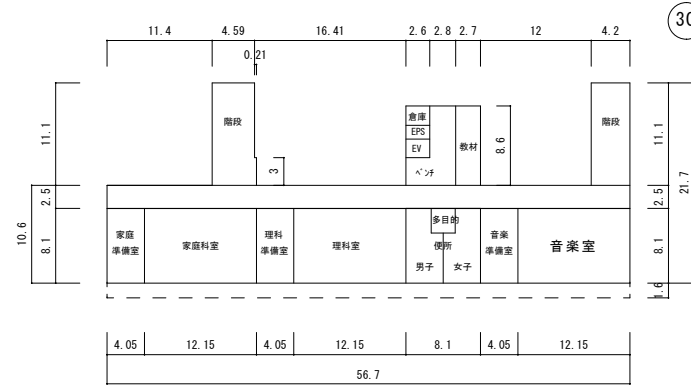 30
11.4 4.59 16.41 2.6 2.8 2.7 12 4.2
0.21
階段
倉庫
EPS
EV
ベンチ
教材
8.6
階段
3
11.1
2.5
8.1
10.6
11.1
2.5
8.1
1.6
21.7
家庭
準備室
家庭科室
理科
準備室
理科室
多目的
便所
男子 女子
音楽
準備室
音楽室
4.05 12.15 4.05 12.15 8.1 4.05 12.15
56.7